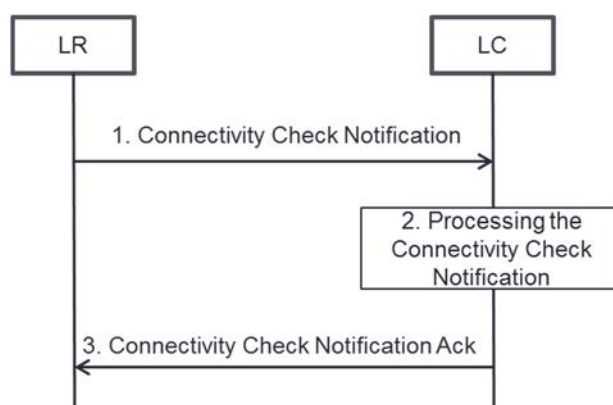 LR
LC
1. Connectivity Check Notification
2. Processing the
Connectivity Check
Notification
3. Connectivity Check Notification Ack